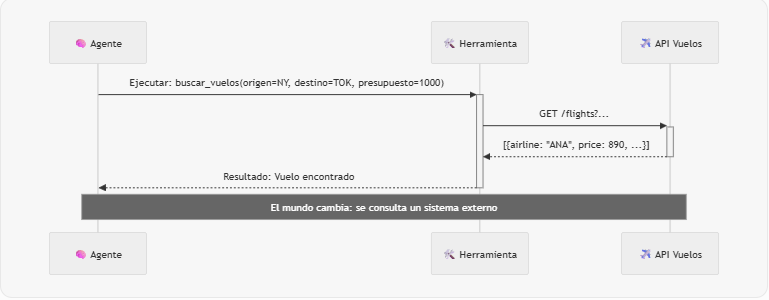 🧠 Agente
🛠️ Herramienta
✈️ API Vuelos
Ejecutar: buscar_vuelos(origen=NY, destino=TOK, presupuesto=1000)
GET /flights?...
[{airline: "ANA", price: 890, ...}]
Resultado: Vuelo encontrado
El mundo cambia: se consulta un sistema externo
🧠 Agente
🛠️ Herramienta
✈️ API Vuelos